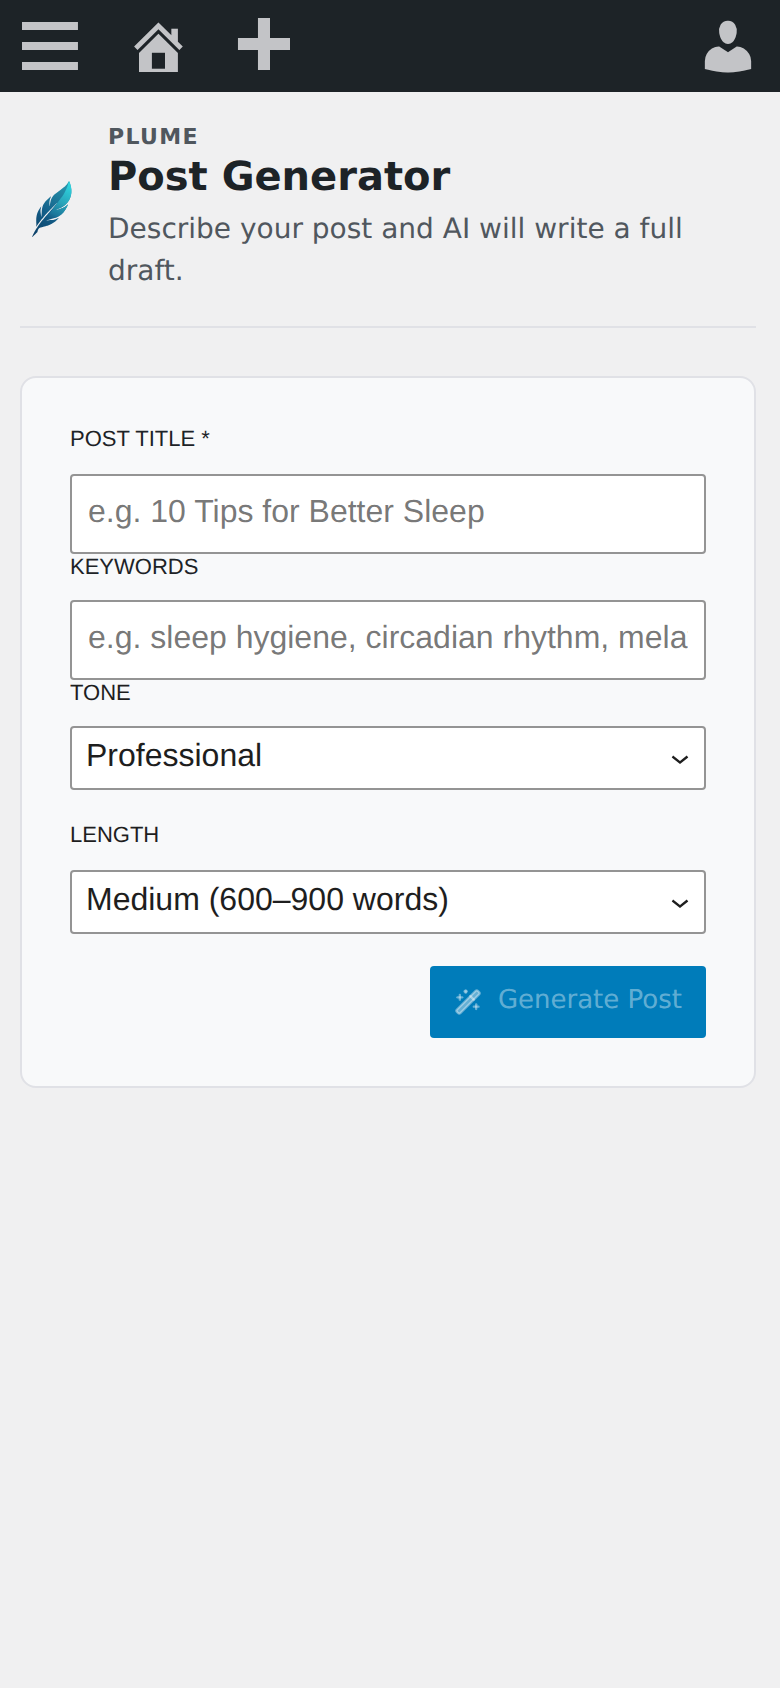 PLUME
Post Generator
Describe your post and AI will write a full
draft.
POST TITLE *
e.g. 10 Tips for Better Sleep
KEYWORDS
e.g. sleep hygiene, circadian rhythm, mela
TONE
Professional
LENGTH
Medium (600–900 words)
Generate Post